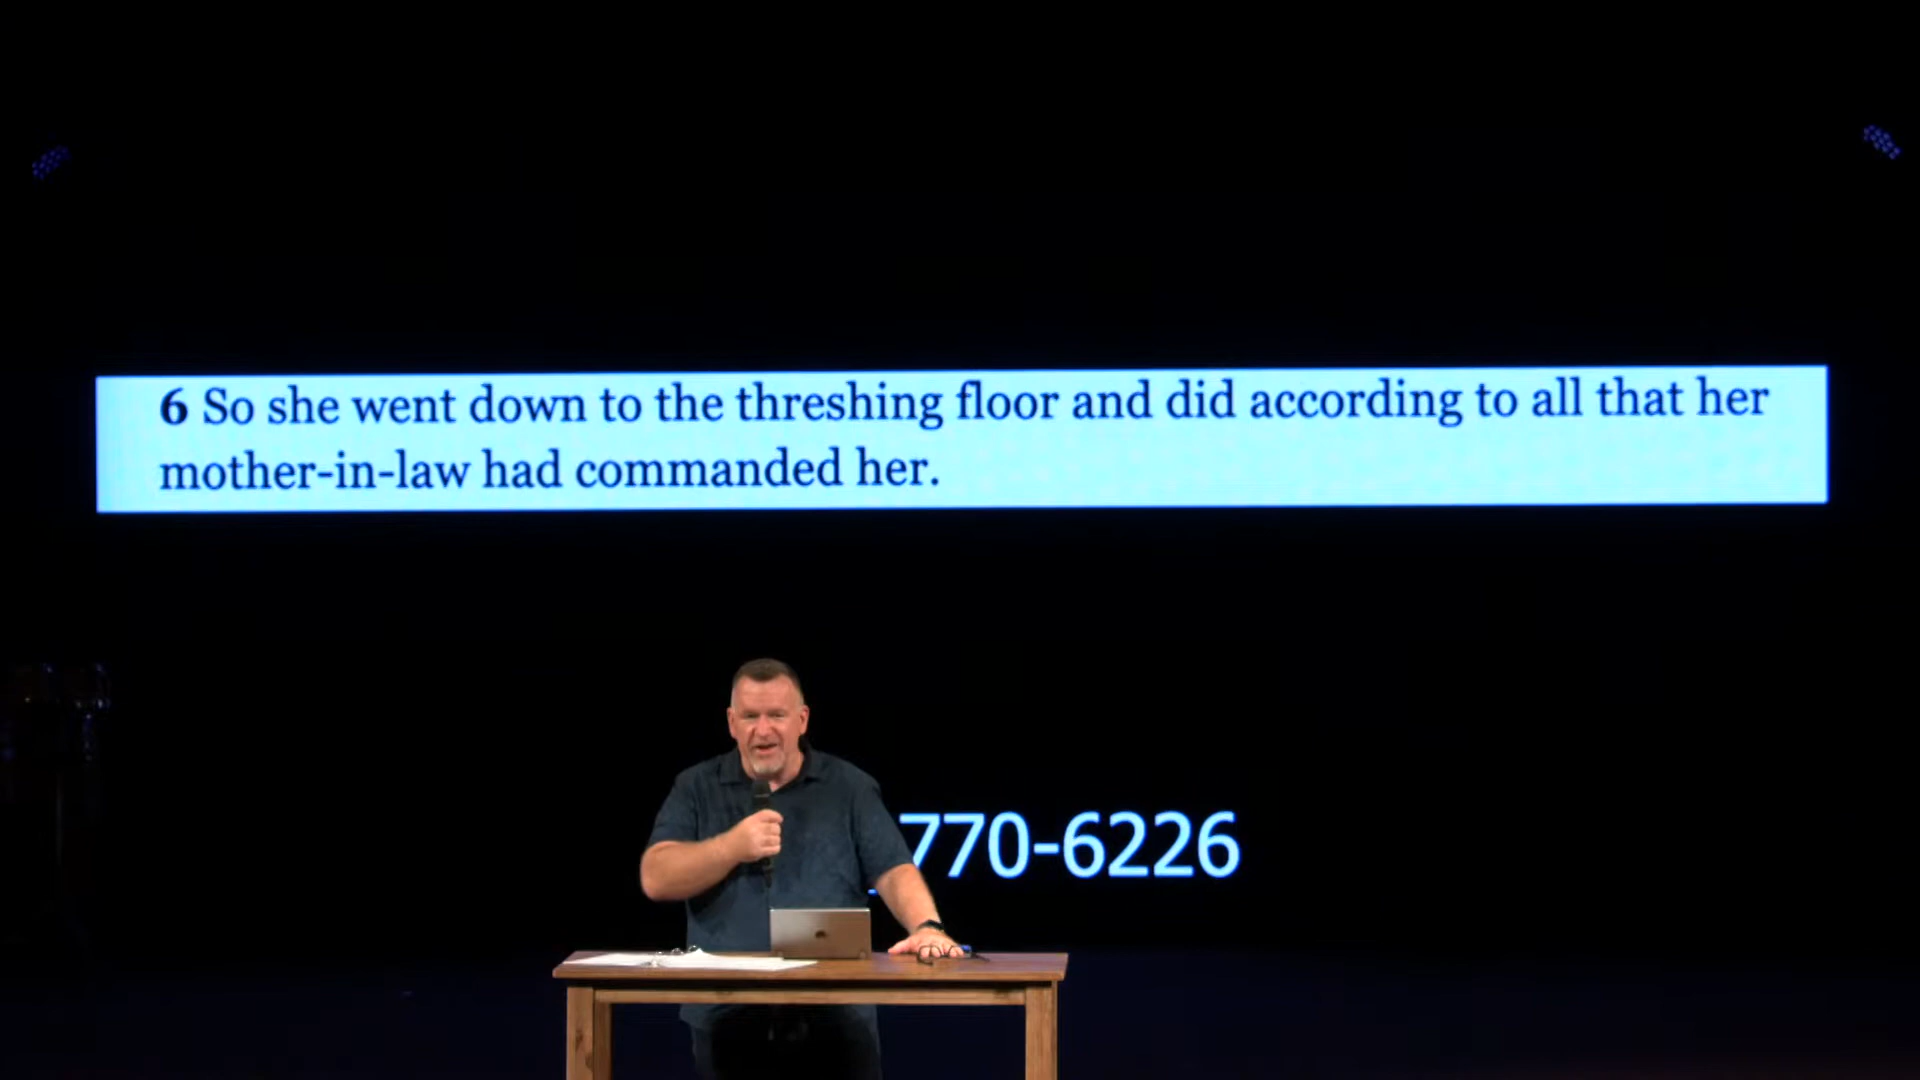 6 So she went down to the threshing floor and did according to all that her
mother-in-law had commanded her.
770-6226